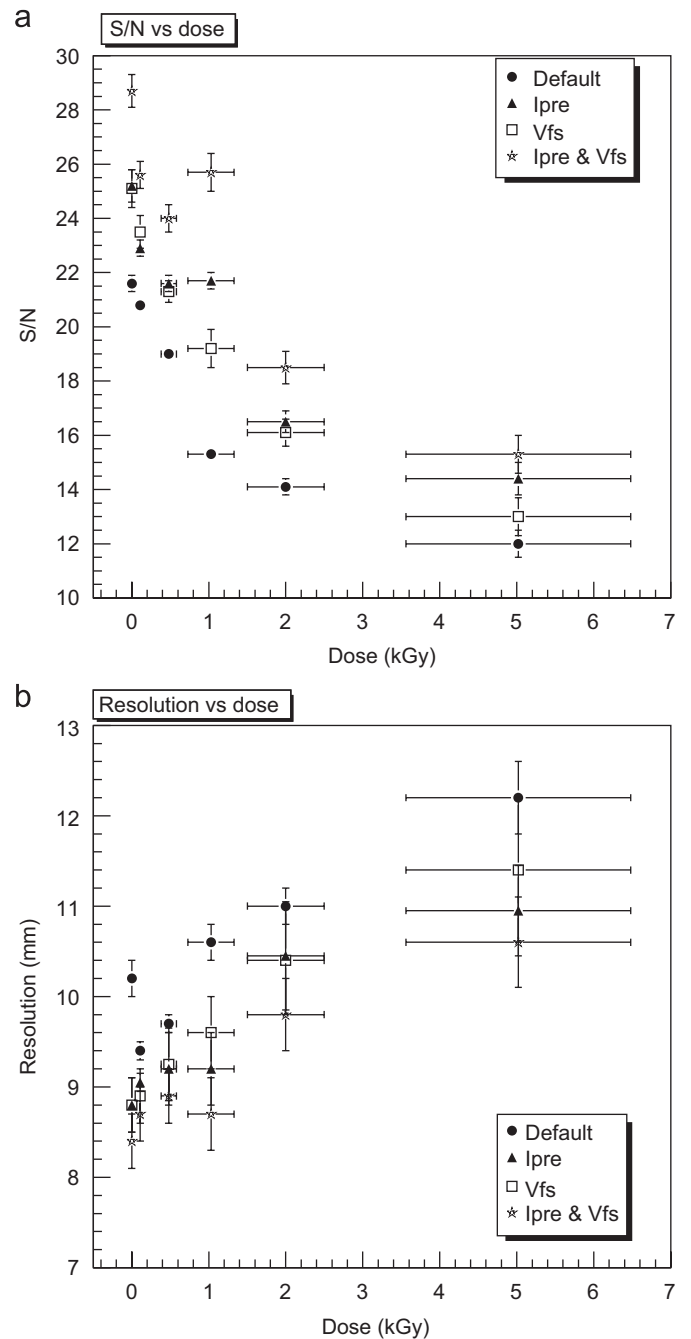 a
S/N vs dose
30
28
26
24
22
20
18
16
14
12
10
S/N
Default
Ipre
Vfs
Ipre & Vfs
0 1 2 3 4 5 6 7
Dose (kGy)
b
Resolution vs dose
13
12
11
10
9
8
7
Resolution (mm)
Default
Ipre
Vfs
Ipre & Vfs
0 1 2 3 4 5 6 7
Dose (kGy)